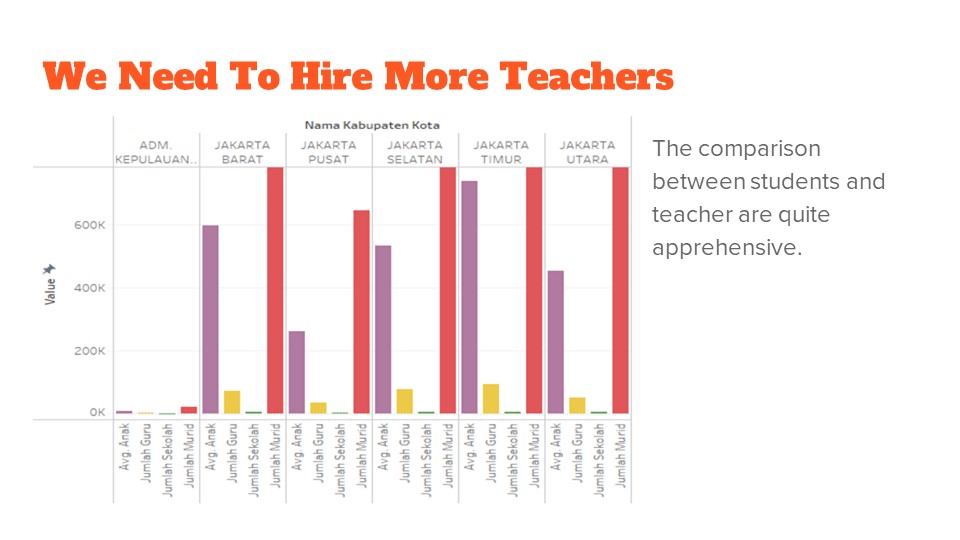 We Need To Hire More Teachers
Nama Kabupaten Kota
ADM. KEPULAUAN..
JAKARTA BARAT
JAKARTA PUSAT
JAKARTA SELATAN
JAKARTA TIMUR
JAKARTA UTARA
The comparison
between students and
teacher are quite
apprehensive.
Value
600K
400K
200K
0K
Avg. Anak
Jumlah Guru
Jumlah Sekolah
Jumlah Murid
Avg. Anak
Jumlah Guru
Jumlah Sekolah
Jumlah Murid
Avg. Anak
Jumlah Guru
Jumlah Sekolah
Jumlah Murid
Avg. Anak
Jumlah Guru
Jumlah Sekolah
Jumlah Murid
Avg. Anak
Jumlah Guru
Jumlah Sekolah
Jumlah Murid
Avg. Anak
Jumlah Guru
Jumlah Sekolah
Jumlah Murid